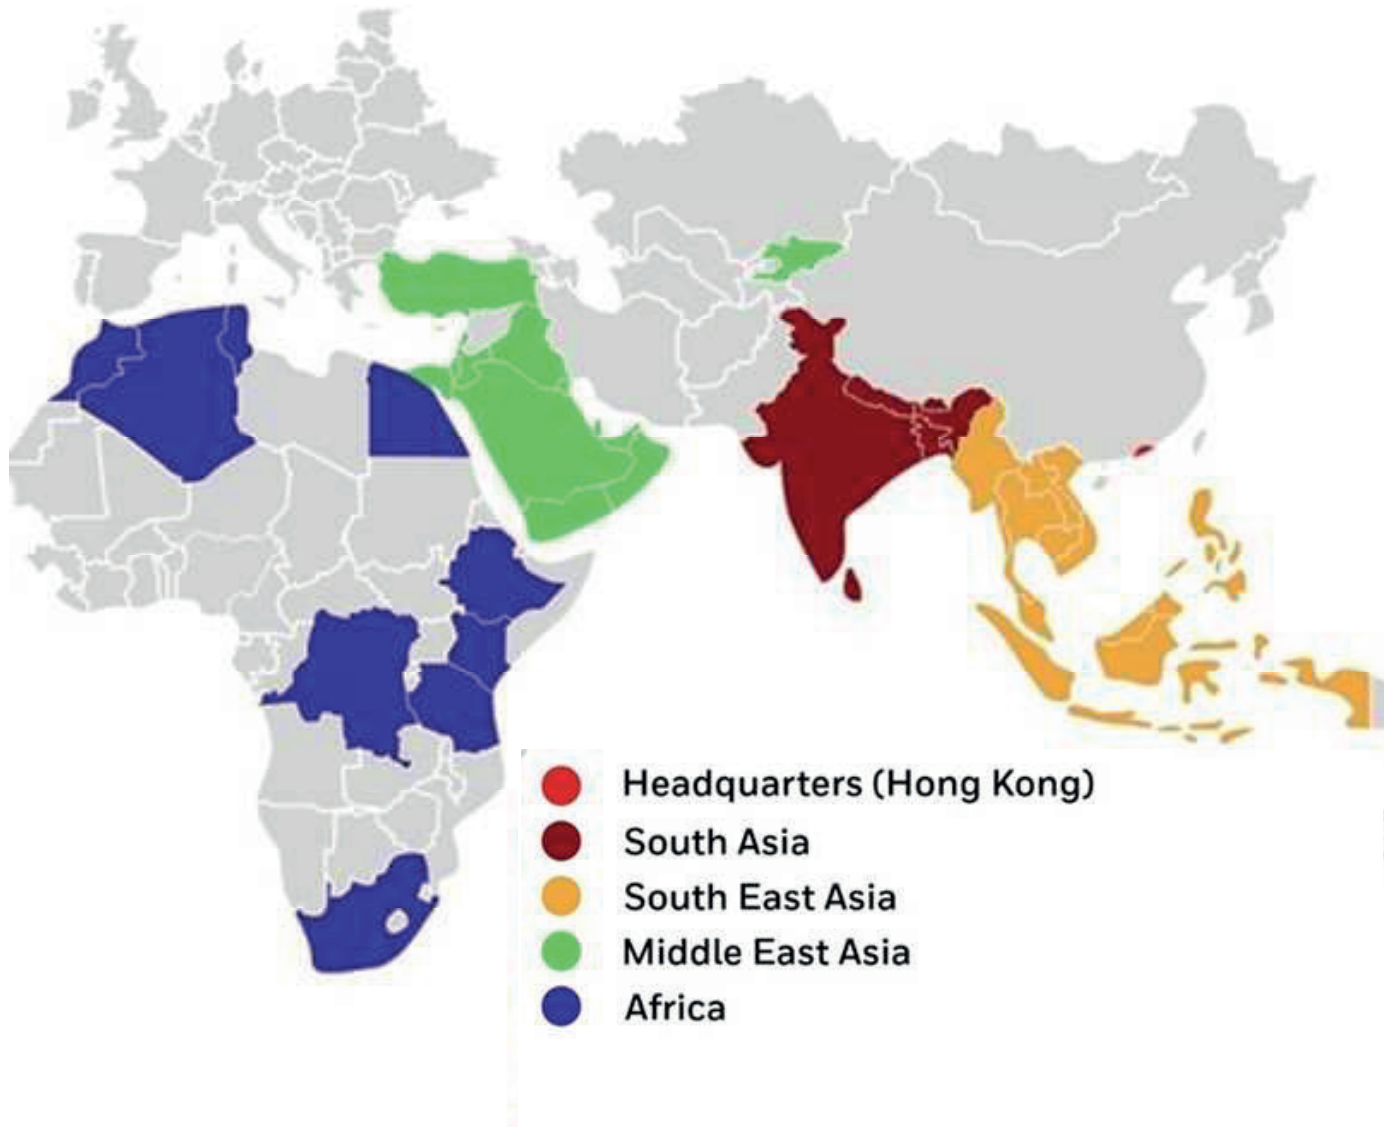 Headquarters (Hong Kong)
South Asia
South East Asia
Middle East Asia
Africa